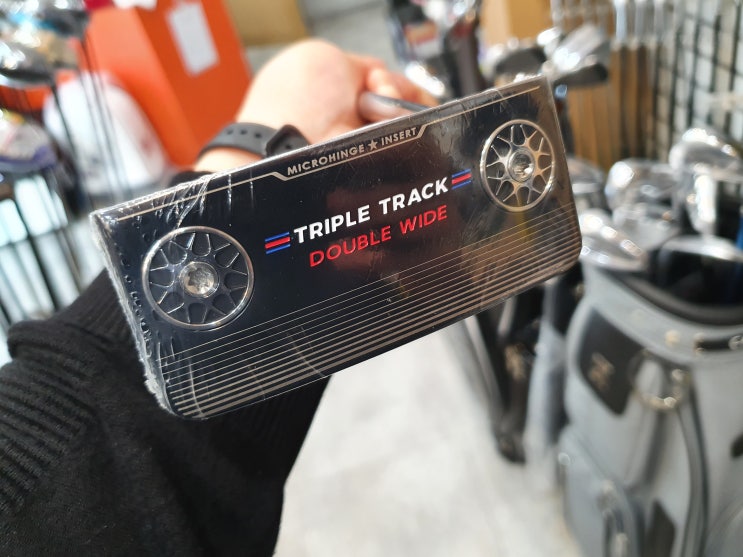 MICROHINGE ★ INSERT
TRIPLE TRACK
DOUBLE WIDE